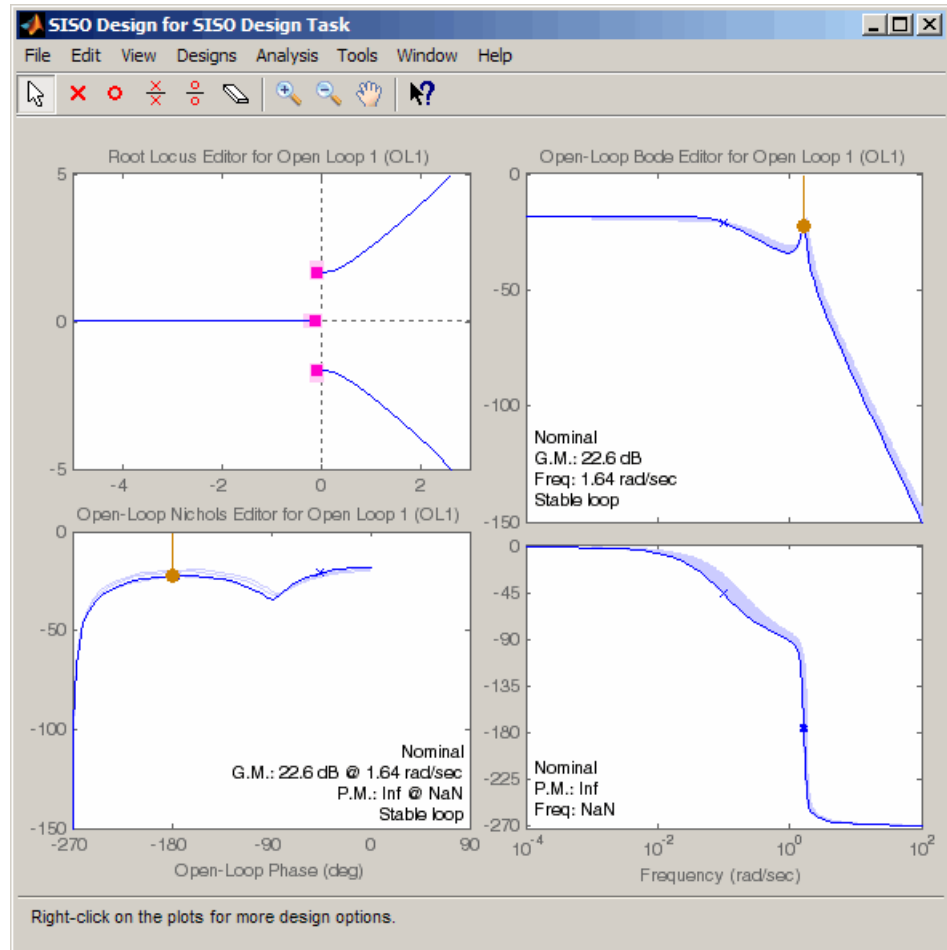 SISO Design for SISO Design Task
File Edit View Designs Analysis Tools Window Help
Root Locus Editor for Open Loop 1 (OL1)
5
0
-5
-4 -2 0 2
Open-Loop Bode Editor for Open Loop 1 (OL1)
0
-50
-100
-150
Nominal
G.M.: 22.6 dB
Freq: 1.64 rad/sec
Stable loop
Open-Loop Nichols Editor for Open Loop 1 (OL1)
0
-50
-100
-150
Nominal
G.M.: 22.6 dB @ 1.64 rad/sec
P.M.: Inf @ NaN
Stable loop
-270 -180 -90 0 90
Open-Loop Phase (deg)
0
-45
-90
-135
-180
-225
-270
Nominal
P.M.: Inf
Freq: NaN
10^-4 10^-2 10^0 10^2
Frequency (rad/sec)
Right-click on the plots for more design options.